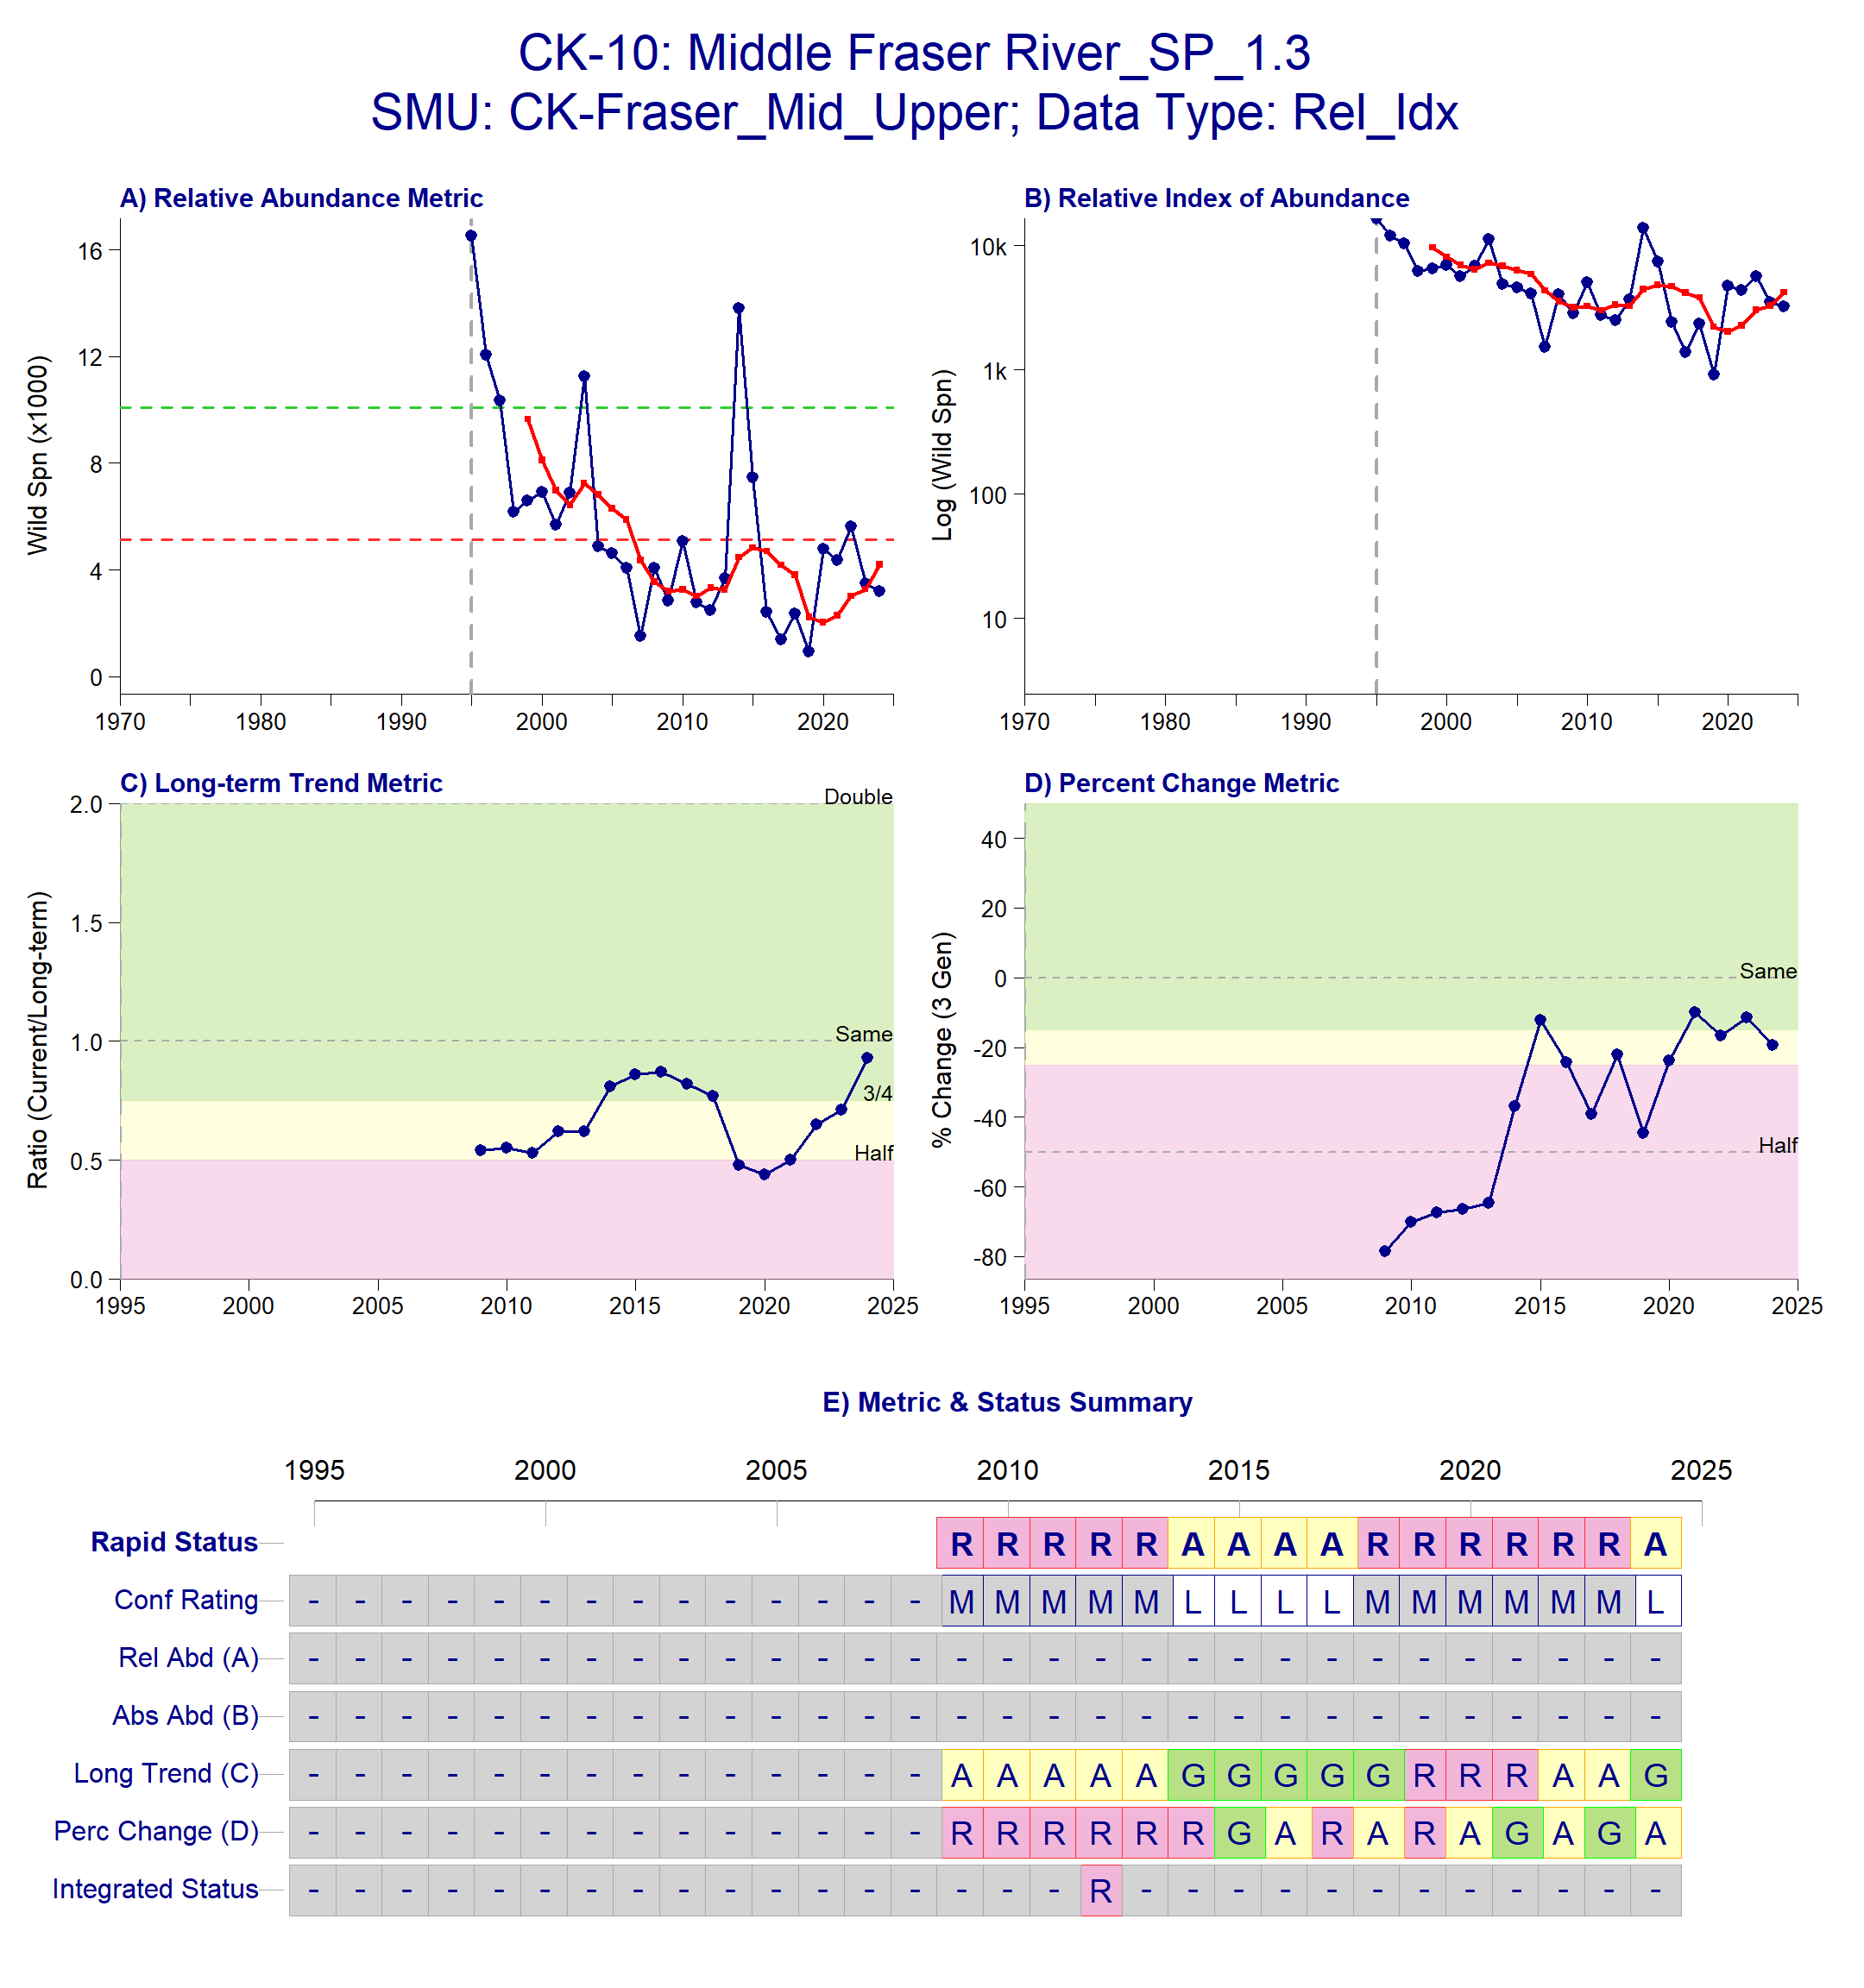 CK-10: Middle Fraser River_SP_1.3
SMU: CK-Fraser_Mid_Upper; Data Type: Rel_Idx
A) Relative Abundance Metric
Wild Spn (x1000)
16
12
8
4
0
1970 1980 1990 2000 2010 2020
B) Relative Index of Abundance
Log (Wild Spn)
10k
1k
100
10
1970 1980 1990 2000 2010 2020
C) Long-term Trend Metric
Ratio (Current/Long-term)
2.0
1.5
1.0
0.5
0.0
Double
Same
3/4
Half
1995 2000 2005 2010 2015 2020 2025
D) Percent Change Metric
% Change (3 Gen)
40
20
0
-20
-40
-60
-80
Same
Half
1995 2000 2005 2010 2015 2020 2025
E) Metric & Status Summary
1995 2000 2005 2010 2015 2020 2025
Rapid Status R R R R R A A A A R R R R R R A
Conf Rating - - - - - - - - - - - - - - M M M M M L L L L M M M M M M L
Rel Abd (A) - - - - - - - - - - - - - - - - - - - - - - - - - - - - - -
Abs Abd (B) - - - - - - - - - - - - - - - - - - - - - - - - - - - - - -
Long Trend (C) - - - - - - - - - - - - - - A A A A A G G G G G R R R A A G
Perc Change (D) - - - - - - - - - - - - - - R R R R R R G A R A R A G A G A
Integrated Status - - - - - - - - - - - - - - - - - R - - - - - - - - - - - -